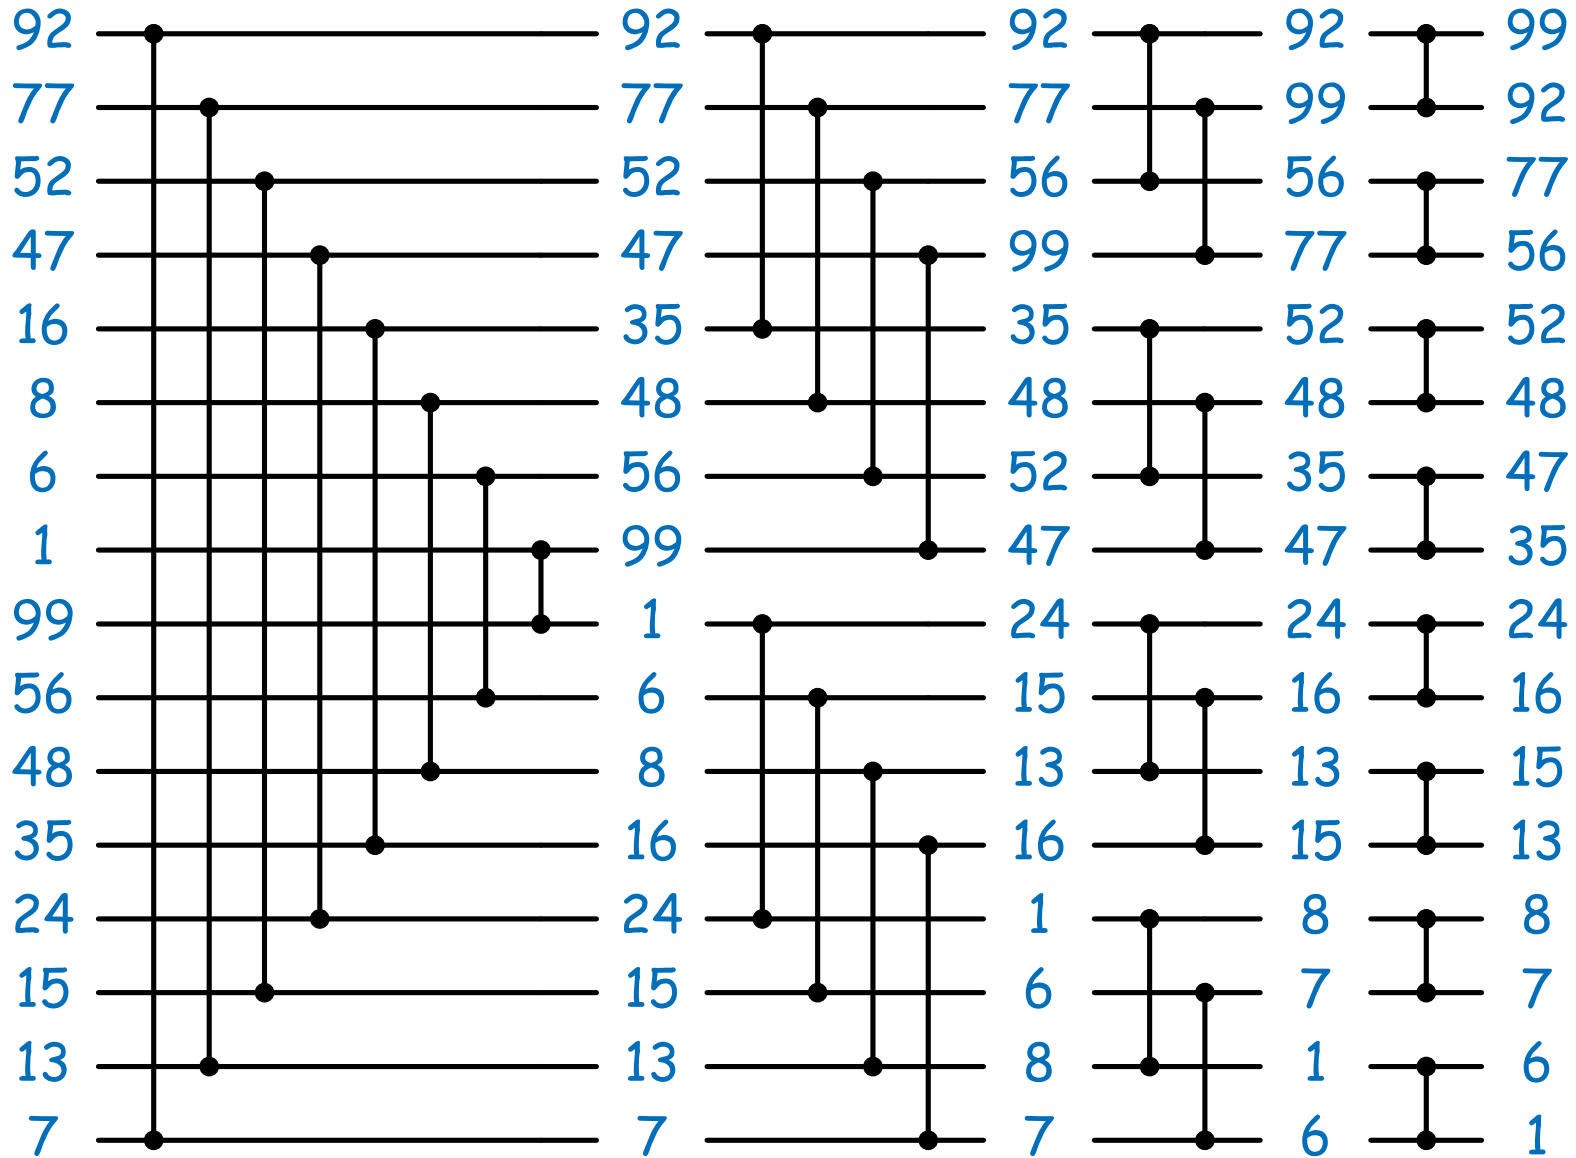 92 92 92 92 99
77 77 77 99 92
52 52 56 56 77
47 47 99 77 56
16 35 35 52 52
8 48 48 48 48
6 56 52 35 47
1 99 47 47 35
99 1 24 24 24
56 6 15 16 16
48 8 13 13 15
35 16 16 15 13
24 24 1 8 8
15 15 6 7 7
13 13 8 1 6
7 7 7 6 1